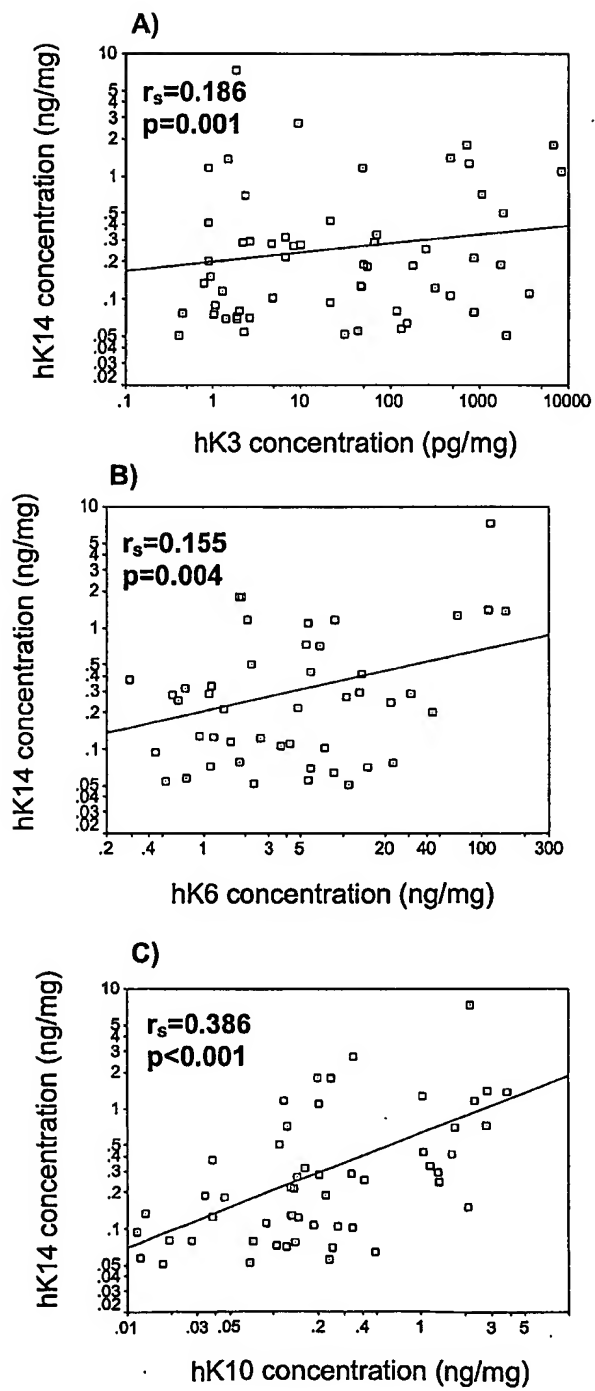 A)
rs=0.186
p=0.001
hK14 concentration (ng/mg)
10
5
4
3
2
1
.5
.4
.3
.2
.1
.05
.04
.03
.02
.1 1 10 100 1000 10000
hK3 concentration (pg/mg)
B)
rs=0.155
p=0.004
hK14 concentration (ng/mg)
10
5
4
3
2
1
.5
.4
.3
.2
.1
.05
.04
.03
.02
.2 .4 1 3 5 20 40 100 300
hK6 concentration (ng/mg)
C)
rs=0.386
p<0.001
hK14 concentration (ng/mg)
10
5
4
3
2
1
.5
.4
.3
.2
.1
.05
.04
.03
.02
.01 .03 .05 .2 .4 1 3 5
hK10 concentration (ng/mg)